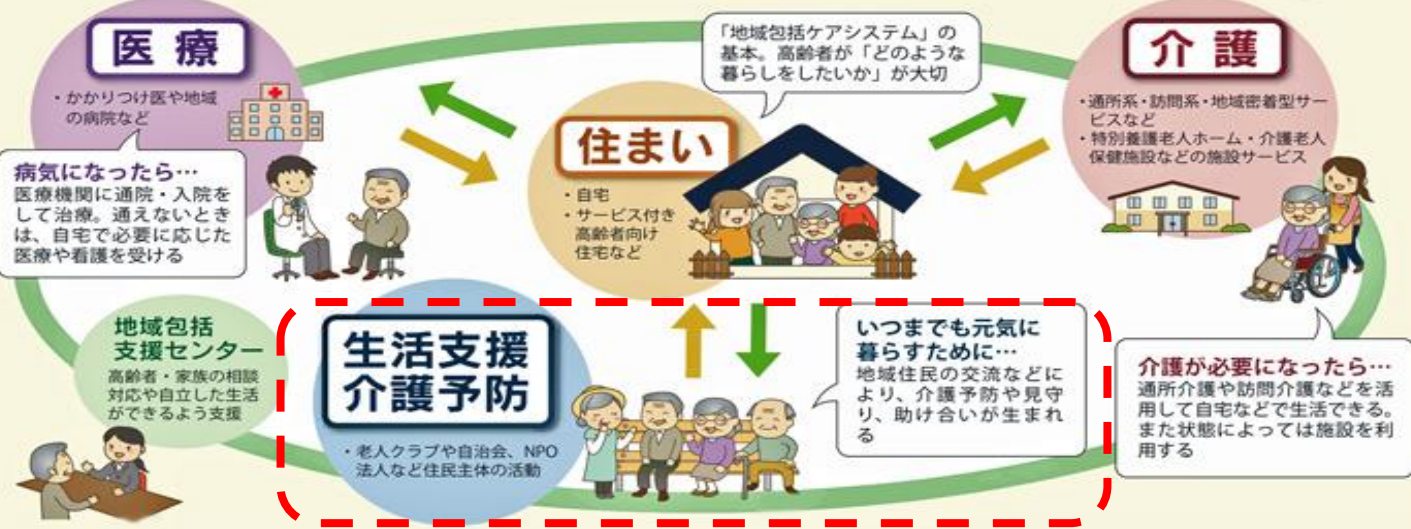 医療
・かかりつけ医や地域
の病院など
病気になったら…
医療機関に通院・入院を
して治療。通えないとき
は、自宅で必要に応じた
医療や看護を受ける
「地域包括ケアシステム」の
基本。高齢者が「どのような
暮らしをしたいか」が大切
住まい
・自宅
・サービス付き
高齢者向け
住宅など
介護
・通所系・訪問系・地域密着型サー
ビスなど
・特別養護老人ホーム・介護老人
保健施設などの施設サービス
地域包括
支援センター
高齢者・家族の相談
対応や自立した生活
ができるよう支援
生活支援
介護予防
・老人クラブや自治会、NPO
法人など住民主体の活動
いつまでも元気に
暮らすために…
地域住民の交流などに
より、介護予防や見守
り、助け合いが生まれ
る
介護が必要になったら…
通所介護や訪問介護などを活
用して自宅などで生活できる。
また状態によっては施設を利
用する